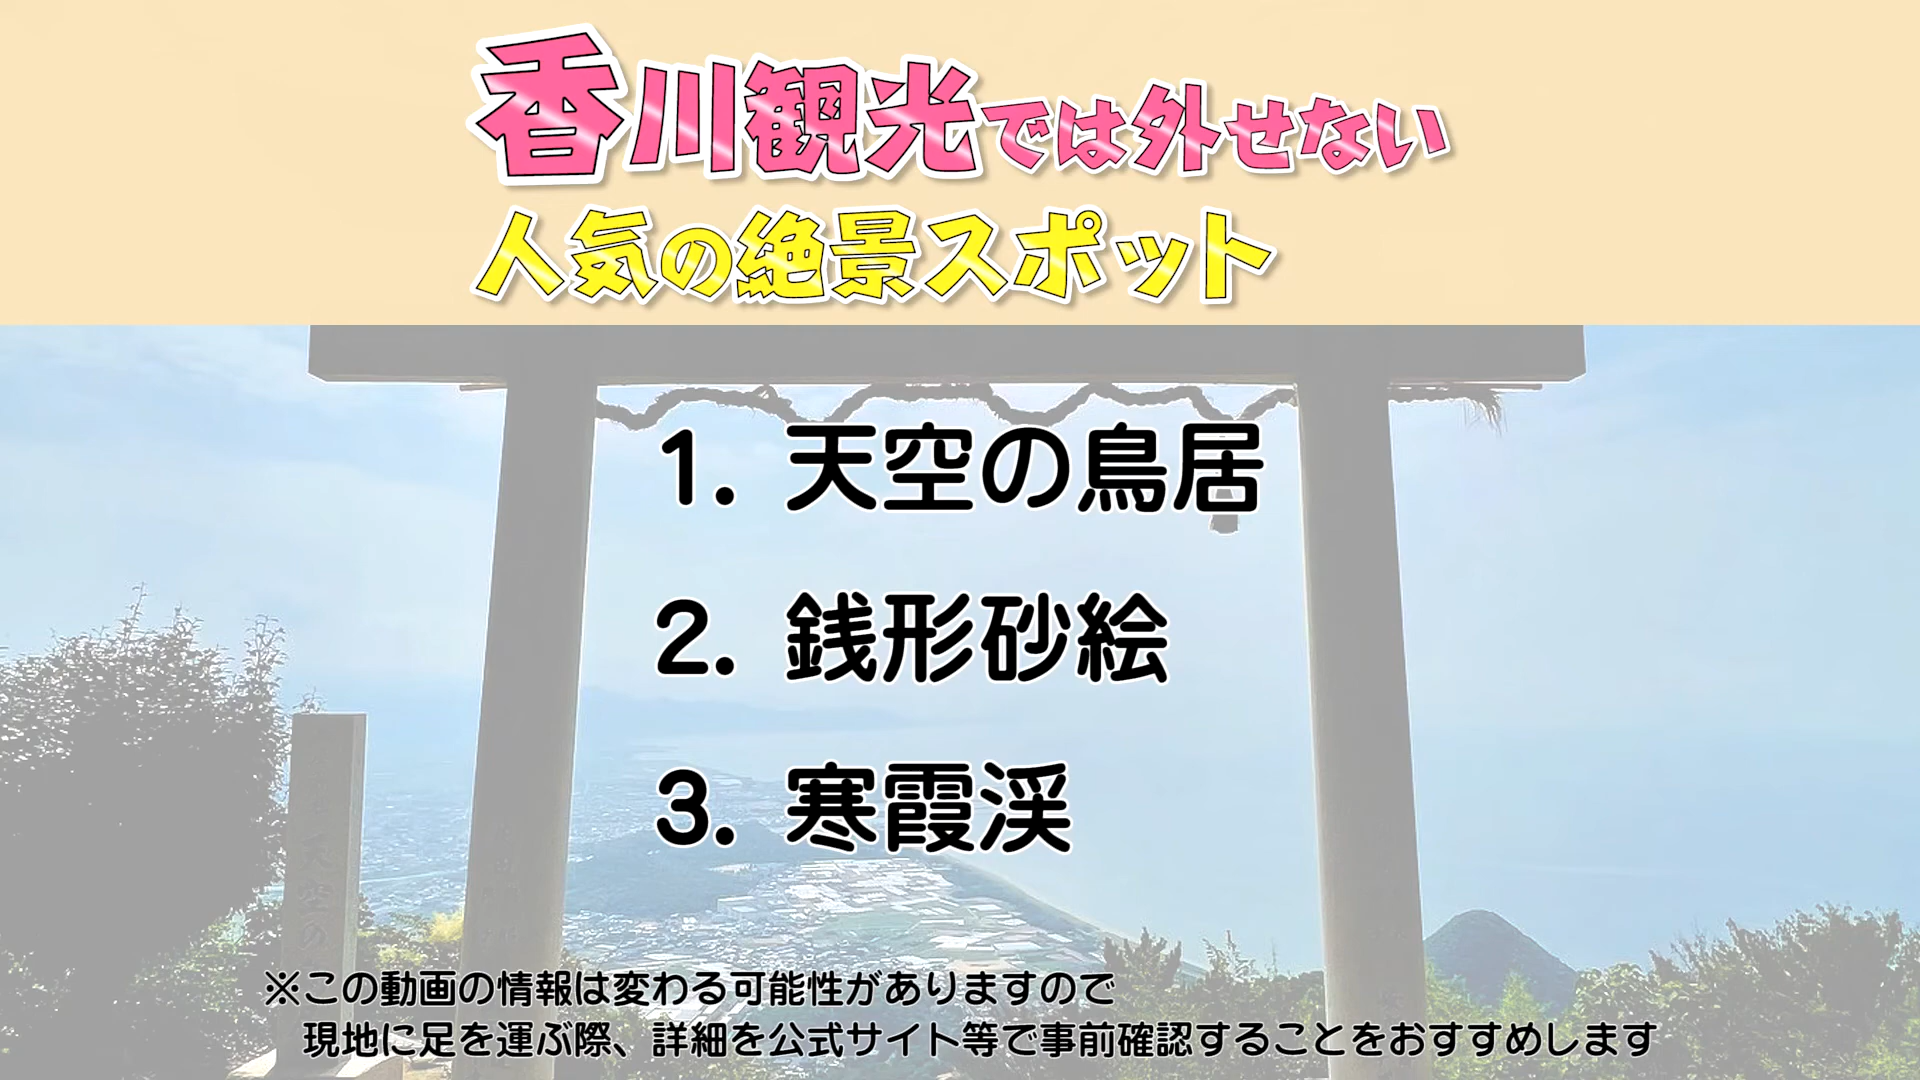 香川観光では外せない
人気の絶景スポット
1. 天空の鳥居
2. 銭形砂絵
3. 寒霞渓
天空の
※この動画の情報は変わる可能性がありますので
現地に足を運ぶ際、詳細を公式サイト等で事前確認することをおすすめします